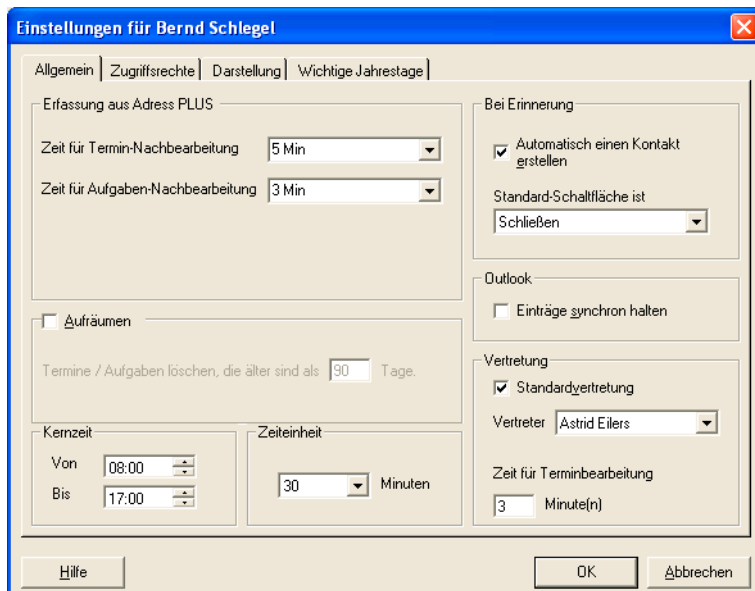 Einstellungen für Bernd Schlegel
Allgemein
Zugriffsrechte
Darstellung
Wichtige Jahrestage
Erfassung aus Adress PLUS
Zeit für Termin-Nachbearbeitung
5 Min
Zeit für Aufgaben-Nachbearbeitung
3 Min
Aufräumen
Termine / Aufgaben löschen, die älter sind als 90 Tage.
Kernzeit
Von 08:00
Bis 17:00
Zeiteinheit
30 Minuten
Bei Erinnerung
Automatisch einen Kontakt
erstellen
Standard-Schaltfläche ist
Schließen
Outlook
Einträge synchron halten
Vertretung
Standardvertretung
Vertreter Astrid Eilers
Zeit für Terminbearbeitung
3 Minute(n)
Hilfe
OK
Abbrechen